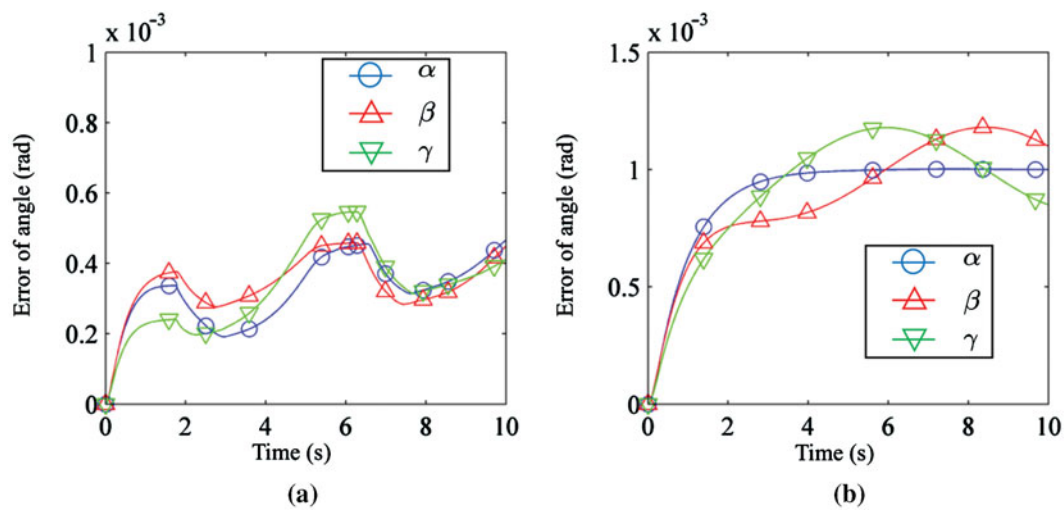 x 10⁻³
1
0.8
0.6
0.4
0.2
0
0 2 4 6 8 10
Error of angle (rad)
Time (s)
α
β
γ
(a)
x 10⁻³
1.5
1
0.5
0
0 2 4 6 8 10
Error of angle (rad)
Time (s)
α
β
γ
(b)